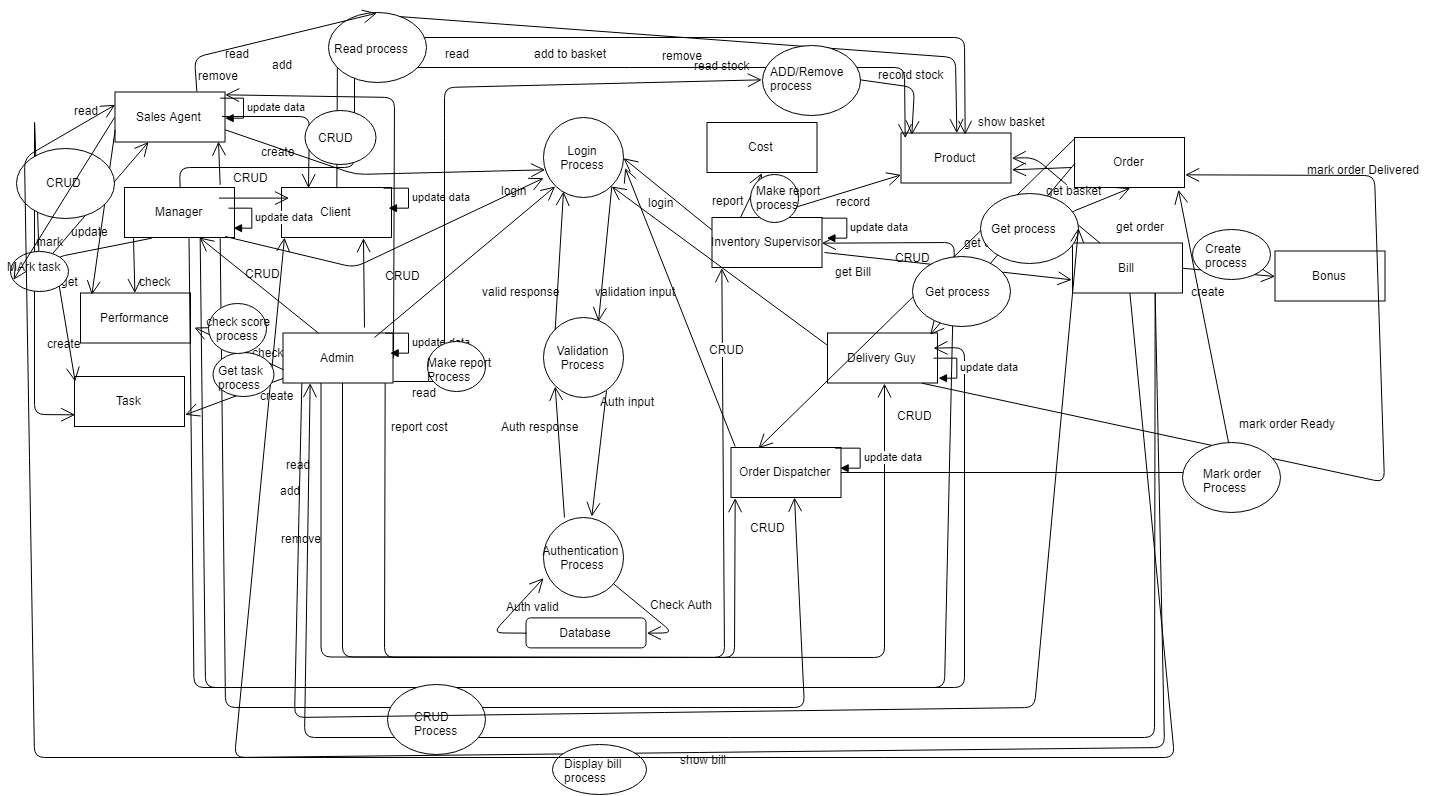 Read process
read
add
remove
read
add to basket
remove
read stock
ADD/Remove
process
record stock
read
Sales Agent
update data
CRUD
create
show basket
Login
Process
Cost
Product
Order
mark order Delivered
CRUD
CRUD
Manager
update data
Client
update data
login
login
Make report
process
report
record
get basket
Inventory Supervisor
update data
Get process
get order
mark
update
MArk task
get
check
CRUD
CRUD
get Bill
CRUD
Bill
Create
process
create
Bonus
Performance
check score
process
valid response
validation input
Get process
create
check
Get task
process
create
Admin
update data
Make report
Process
read
Validation
Process
CRUD
Delivery Guy
update data
Task
Auth input
report cost
Auth response
CRUD
mark order Ready
read
add
remove
Order Dispatcher
update data
Mark order
Process
CRUD
Authentication
Process
Auth valid
Check Auth
Database
CRUD
Process
Display bill
process
show bill